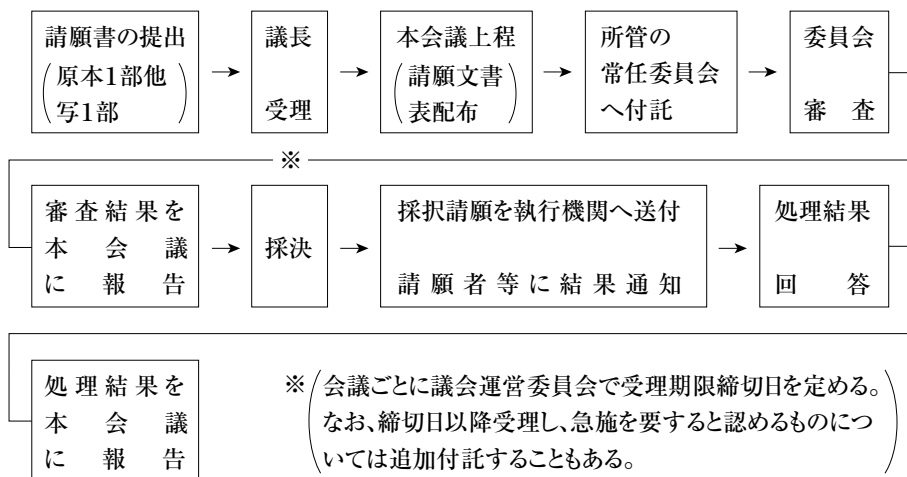 請願書の提出
(原本1部他
写1部)
→
議長
受理
→
本会議上程
(請願文書
表配布)
→
所管の
常任委員会
へ付託
→
委員会
審査
※
審査結果を
本会議
に報告
→
採決
→
採択請願を執行機関へ送付
請願者等に結果通知
→
処理結果
回答
処理結果を
本会議
に報告
※(会議ごとに議会運営委員会で受理期限締切日を定める。
なお、締切日以降受理し、急施を要すると認めるものにつ
いては追加付託することもある。)